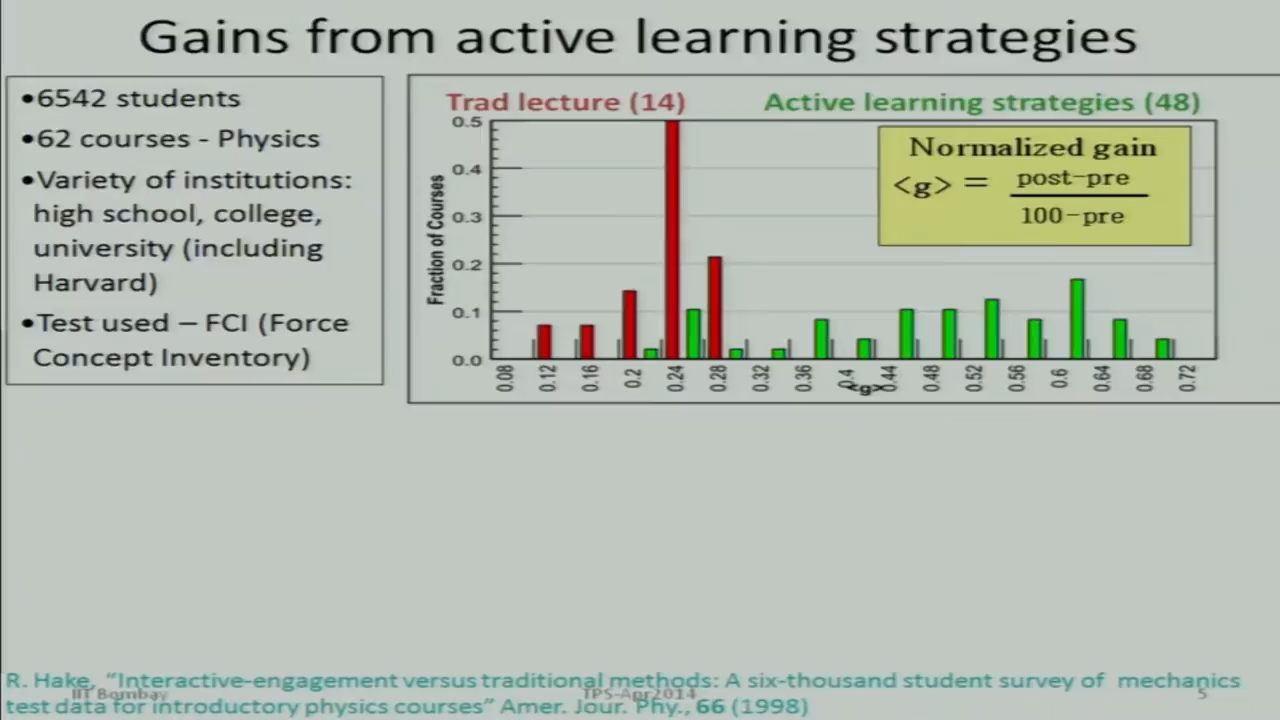 Gains from active learning strategies
•6542 students
•62 courses - Physics
•Variety of institutions:
high school, college,
university (including
Harvard)
•Test used – FCI (Force
Concept Inventory)
Trad lecture (14)
Active learning strategies (48)
Normalized gain
<g> = post-pre
100-pre
Fraction of Courses
0.5
0.4
0.3
0.2
0.1
0.0
0.08 0.12 0.16 0.2 0.24 0.28 0.32 0.36 0.4 0.44 0.48 0.52 0.56 0.6 0.64 0.68 0.72
<g>
R. Hake, “Interactive-engagement versus traditional methods: A six-thousand student survey of mechanics
test data for introductory physics courses” Amer. Jour. Phy., 66 (1998)
IIT Bombay
TPS-Apr2014
5